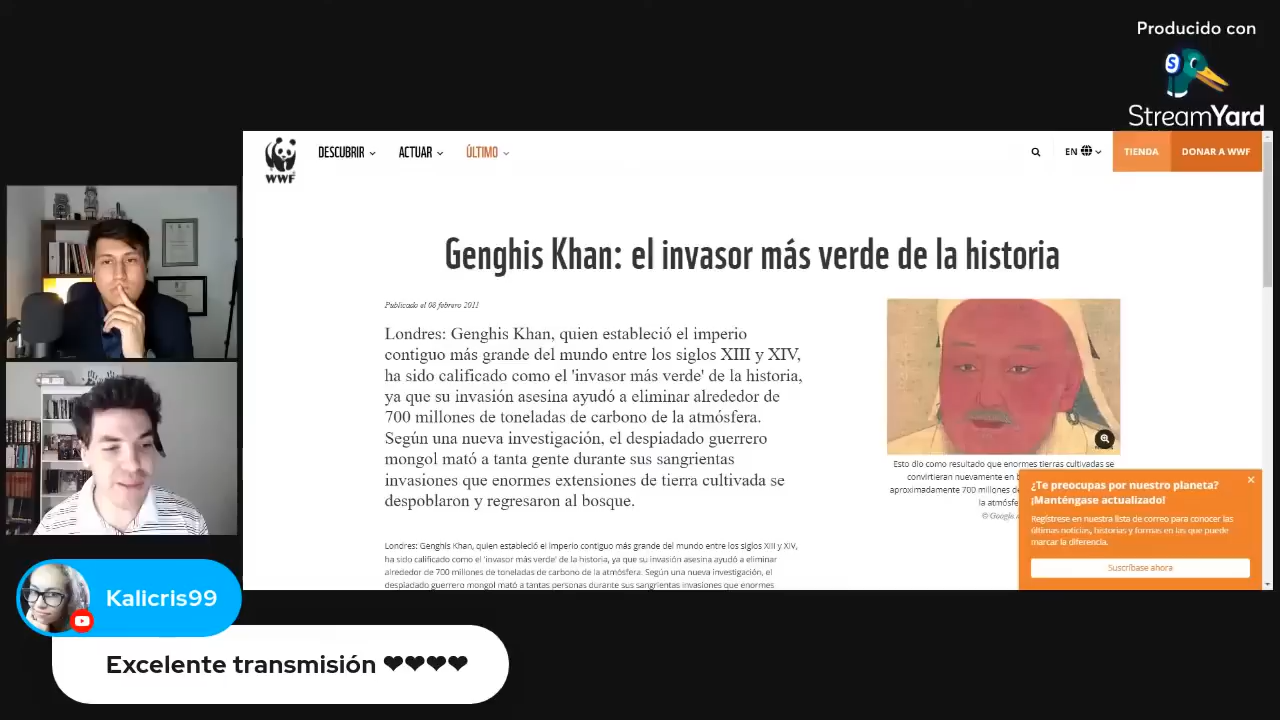 Producido con
StreamYard
WWF
DESCUBRIR
ACTUAR
ÚLTIMO
EN
TIENDA
DONAR A WWF
Genghis Khan: el invasor más verde de la historia
Publicado el 08 febrero 2011
Londres: Genghis Khan, quien estableció el imperio
contiguo más grande del mundo entre los siglos XIII y XIV,
ha sido calificado como el 'invasor más verde' de la historia,
ya que su invasión asesina ayudó a eliminar alrededor de
700 millones de toneladas de carbono de la atmósfera.
Según una nueva investigación, el despiadado guerrero
mongol mató a tanta gente durante sus sangrientas
invasiones que enormes extensiones de tierra cultivada se
despoblaron y regresaron al bosque.
Londres: Genghis Khan, quien estableció el imperio contiguo más grande del mundo entre los siglos XIII y XIV,
ha sido calificado como el 'invasor más verde' de la historia, ya que su invasión asesina ayudó a eliminar
alrededor de 700 millones de toneladas de carbono de la atmósfera. Según una nueva investigación, el
despiadado guerrero mongol mató a tantas personas durante sus sangrientas invasiones que enormes
Esto dio como resultado que enormes tierras cultivadas se
convirtieran nuevamente en b
aproximadamente 700 millones de
la atmósfe
© Google
¿Te preocupas por nuestro planeta?
¡Manténgase actualizado!
Regístrese en nuestra lista de correo para conocer las
últimas noticias, historias y formas en las que puede
marcar la diferencia.
Suscríbase ahora
Kalicris99
Excelente transmisión ❤❤❤❤